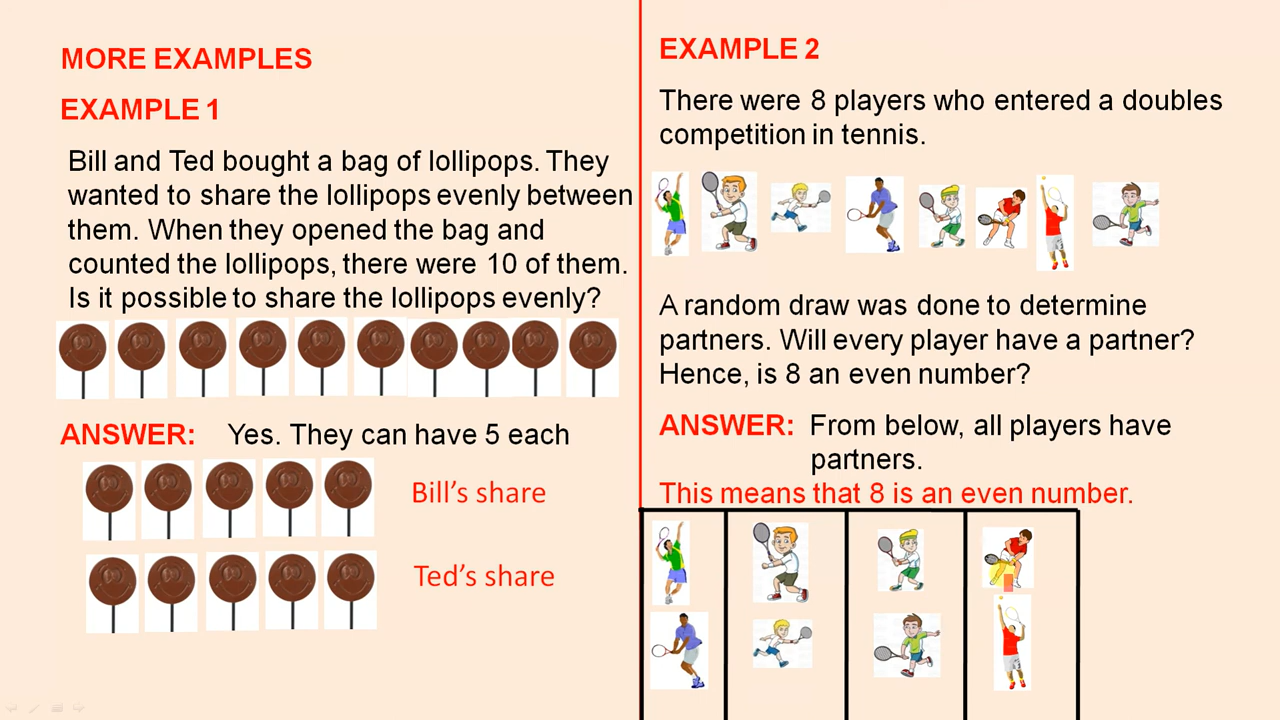 MORE EXAMPLES
EXAMPLE 1
Bill and Ted bought a bag of lollipops. They
wanted to share the lollipops evenly between
them. When they opened the bag and
counted the lollipops, there were 10 of them.
Is it possible to share the lollipops evenly?
ANSWER: Yes. They can have 5 each
Bill's share
Ted's share
EXAMPLE 2
There were 8 players who entered a doubles
competition in tennis.
A random draw was done to determine
partners. Will every player have a partner?
Hence, is 8 an even number?
ANSWER: From below, all players have
partners.
This means that 8 is an even number.